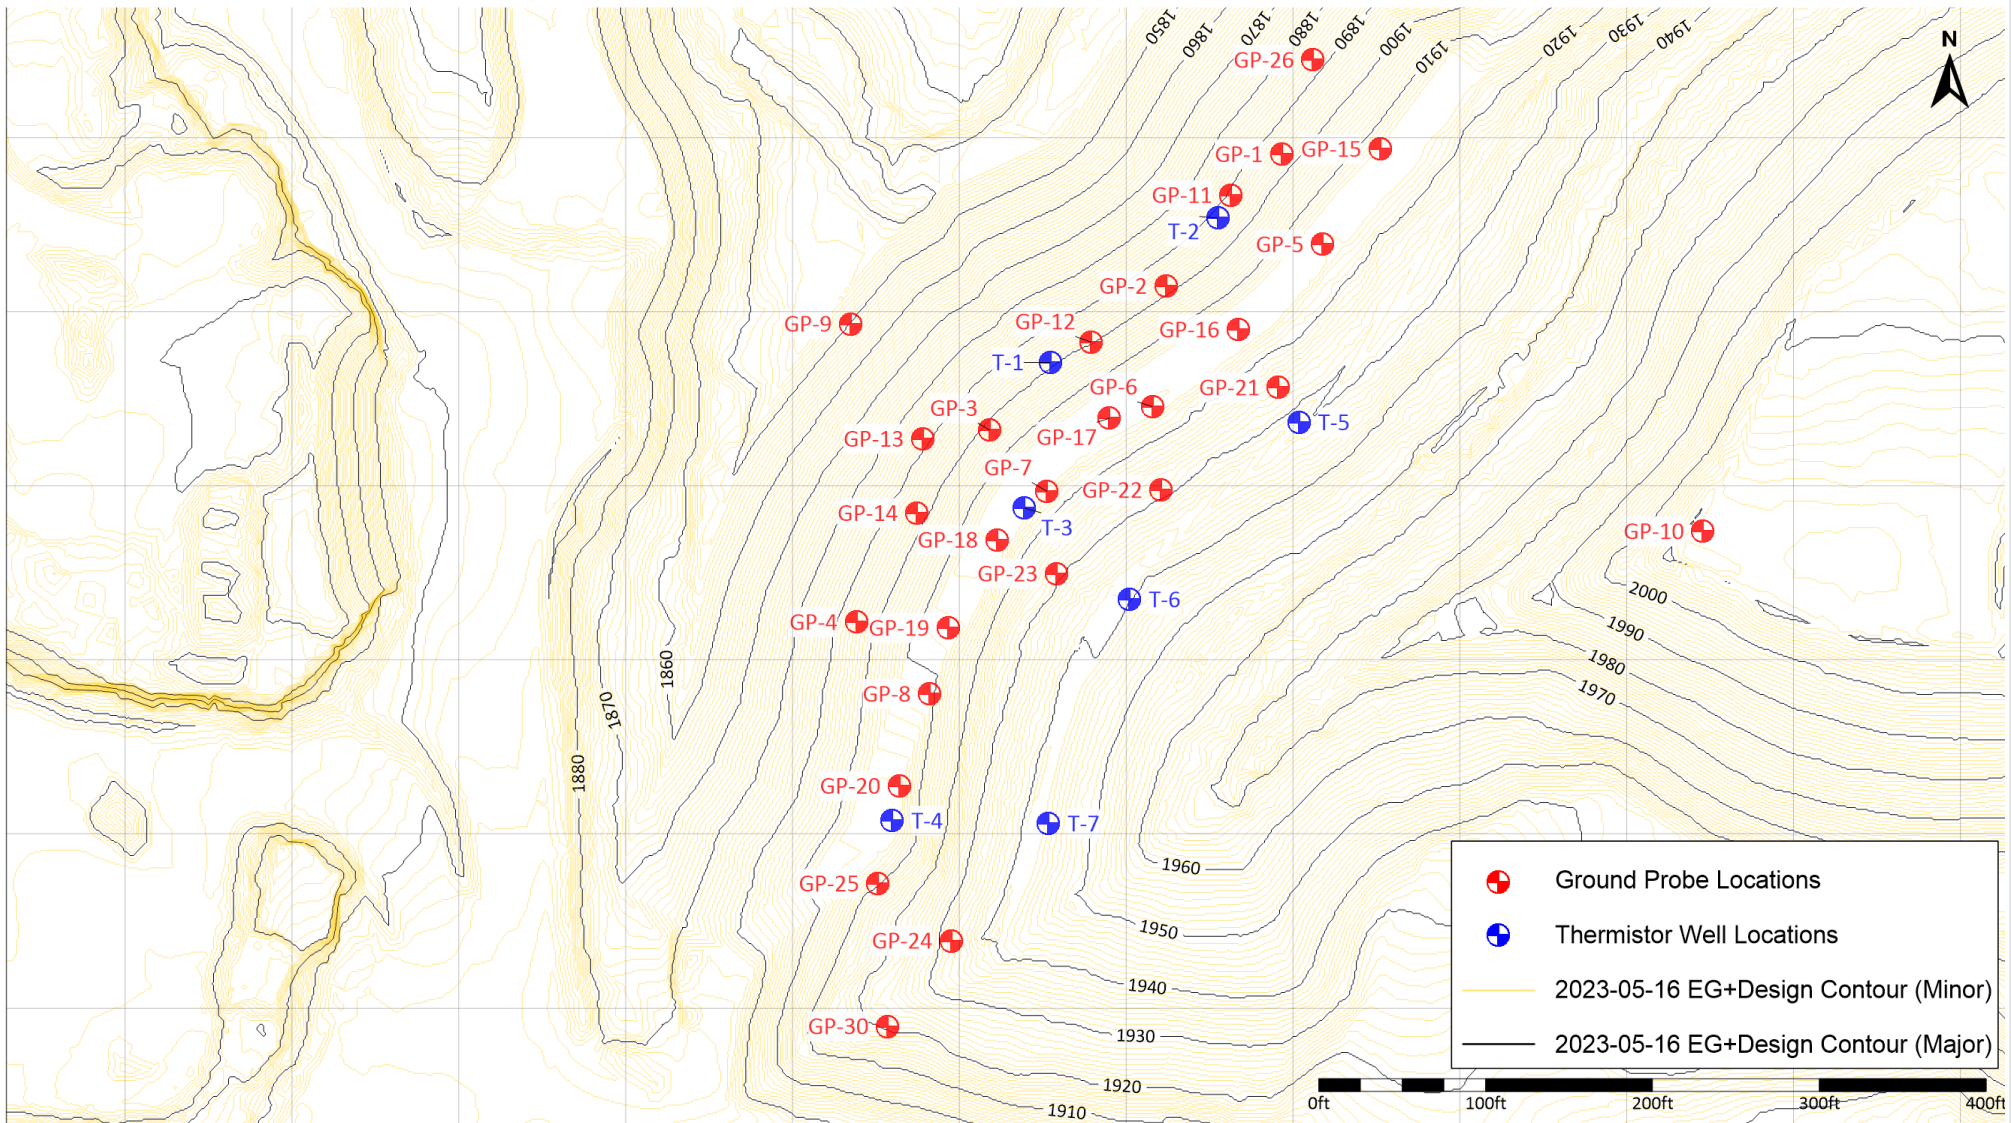 1850
1860
1870
1880
1890
1900
1910
1920
1930
1940
N
GP-26
GP-1
GP-15
GP-11
T-2
GP-5
GP-2
GP-9
GP-12
GP-16
T-1
GP-6
GP-21
GP-3
GP-17
T-5
GP-13
GP-7
GP-22
GP-14
T-3
GP-18
GP-10
GP-23
T-6
2000
GP-4
GP-19
1990
1860
1980
GP-8
1970
1870
1880
GP-20
T-4
T-7
1960
GP-25
1950
GP-24
1940
GP-30
1930
1920
1910
Ground Probe Locations
Thermistor Well Locations
2023-05-16 EG+Design Contour (Minor)
2023-05-16 EG+Design Contour (Major)
0ft 100ft 200ft 300ft 400ft